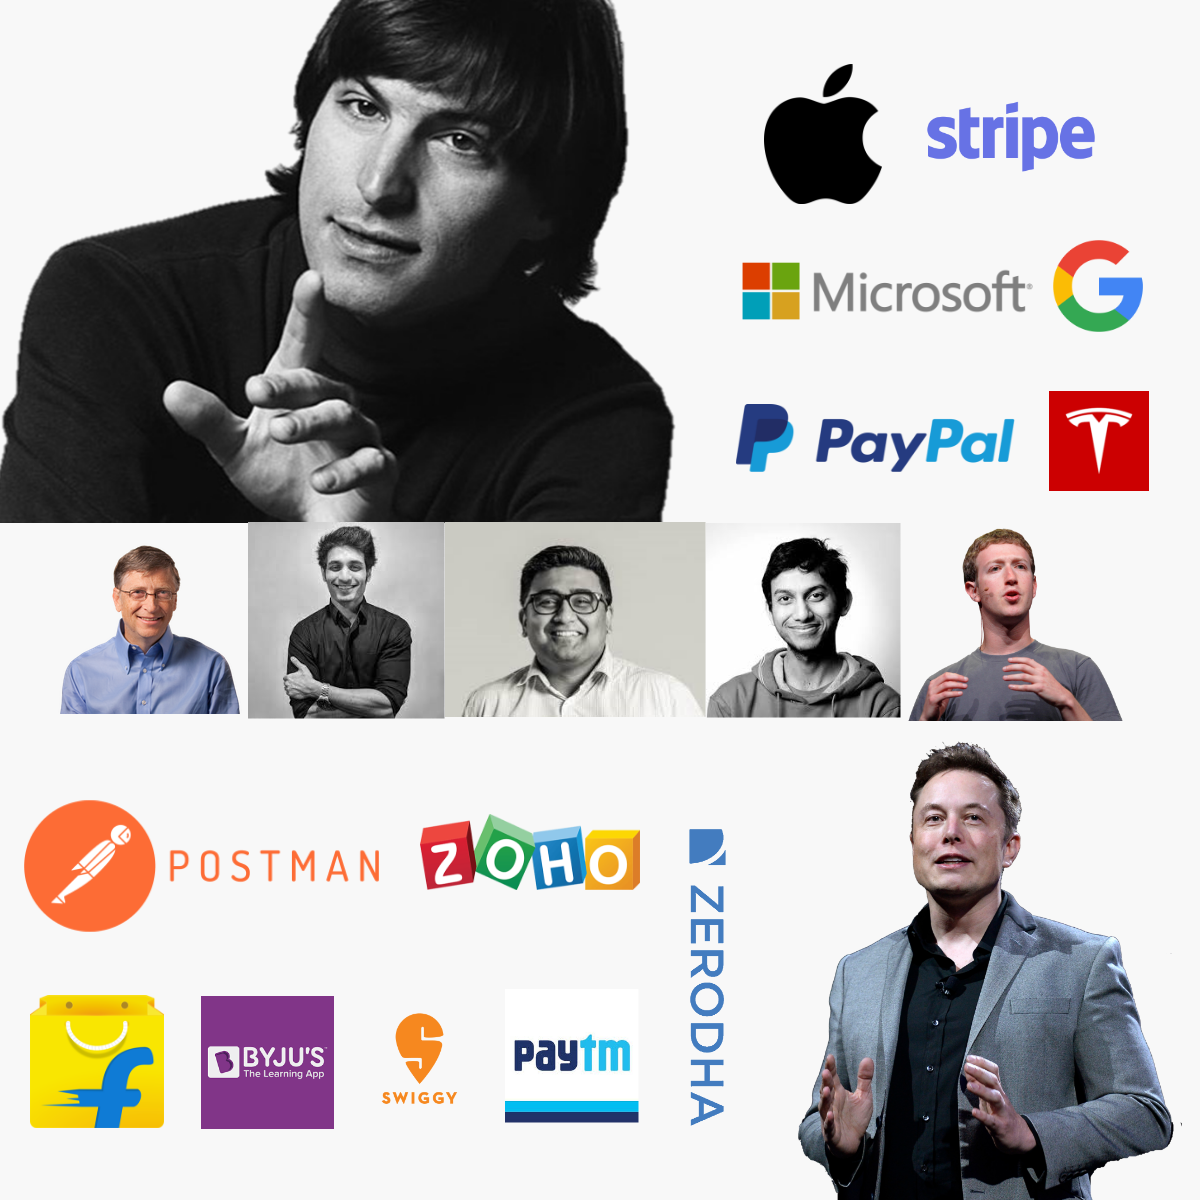 stripe
Microsoft®
PayPal
POSTMAN
ZOHO
ZERODHA
BYJU'S
The Learning App
SWIGGY
paytm